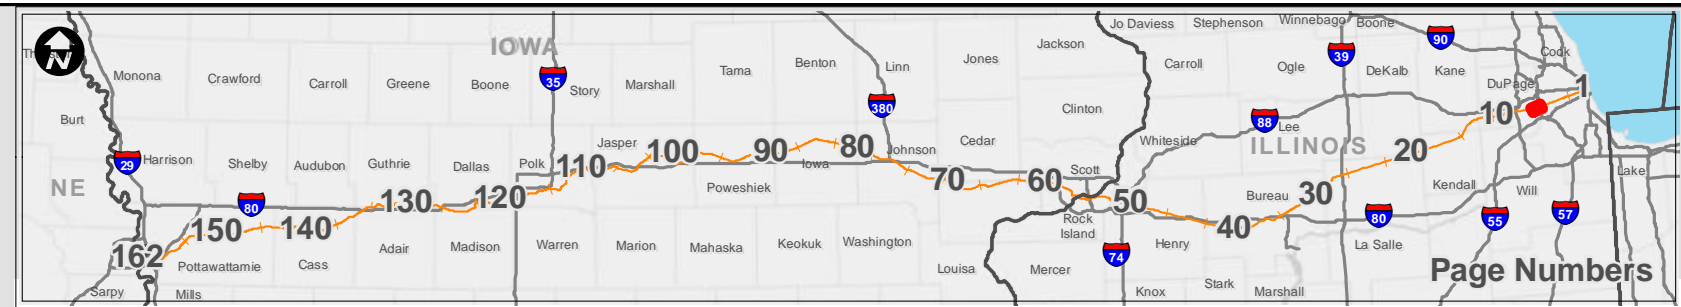 Jo Daviess Stephenson Winnebago Boone
IOWA
Jackson
90
Cook
Th
N
39
Monona Crawford Carroll Greene Boone 35 Story Marshall Tama Benton Linn Jones Carroll Ogle DeKalb Kane DuPage
1
380
Clinton
10
Burt
88 Lee
Whiteside
ILLINOIS
Jasper 100 90 80 Johnson Cedar
20
29 Harrison Shelby Audubon Guthrie Dallas Polk 110 Iowa Scott Lake
NE
Poweshiek
70 60
Kendall Will
80
130 120
50
Bureau 30
150 140
Rock
Island
40
80 55 57
162
Adair Madison Warren Marion Mahaska Keokuk Washington
74 Henry La Salle
Pottawattamie Cass
Louisa Mercer
Page Numbers
Sarpy Mills
Knox Stark Marshall